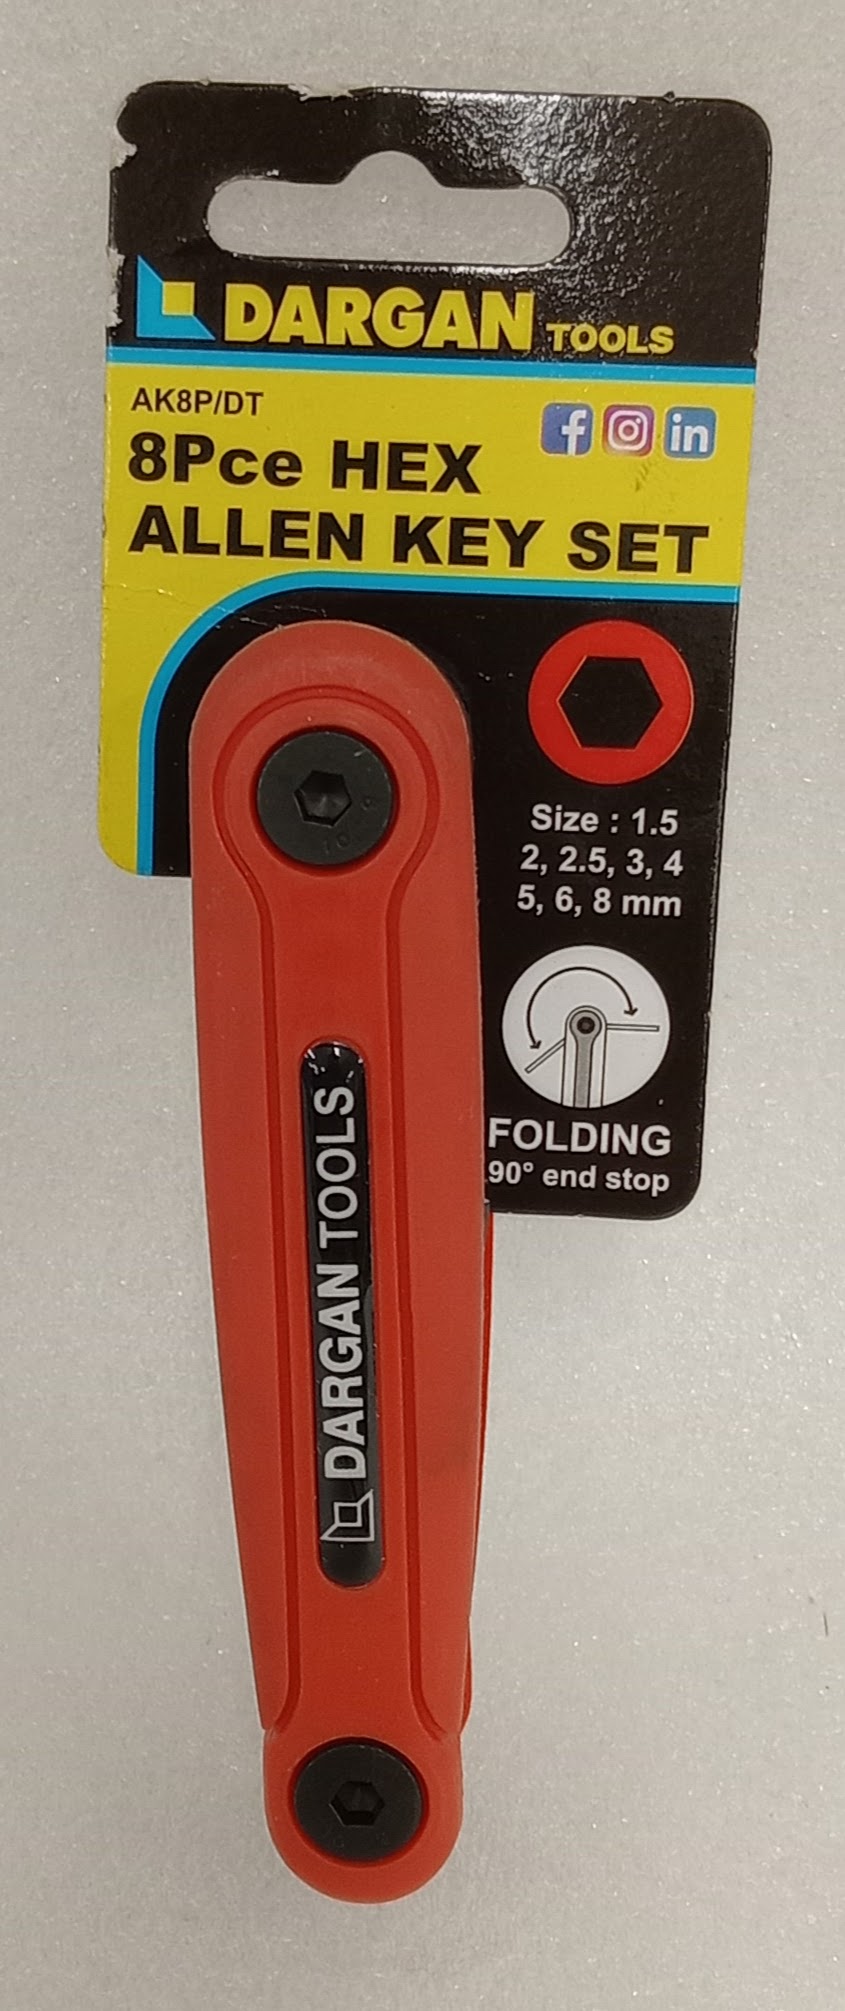 DARGAN TOOLS
AK8P/DT
8Pce HEX
ALLEN KEY SET
Size : 1.5
2, 2.5, 3, 4
5, 6, 8 mm
FOLDING
90° end stop
DARGAN TOOLS